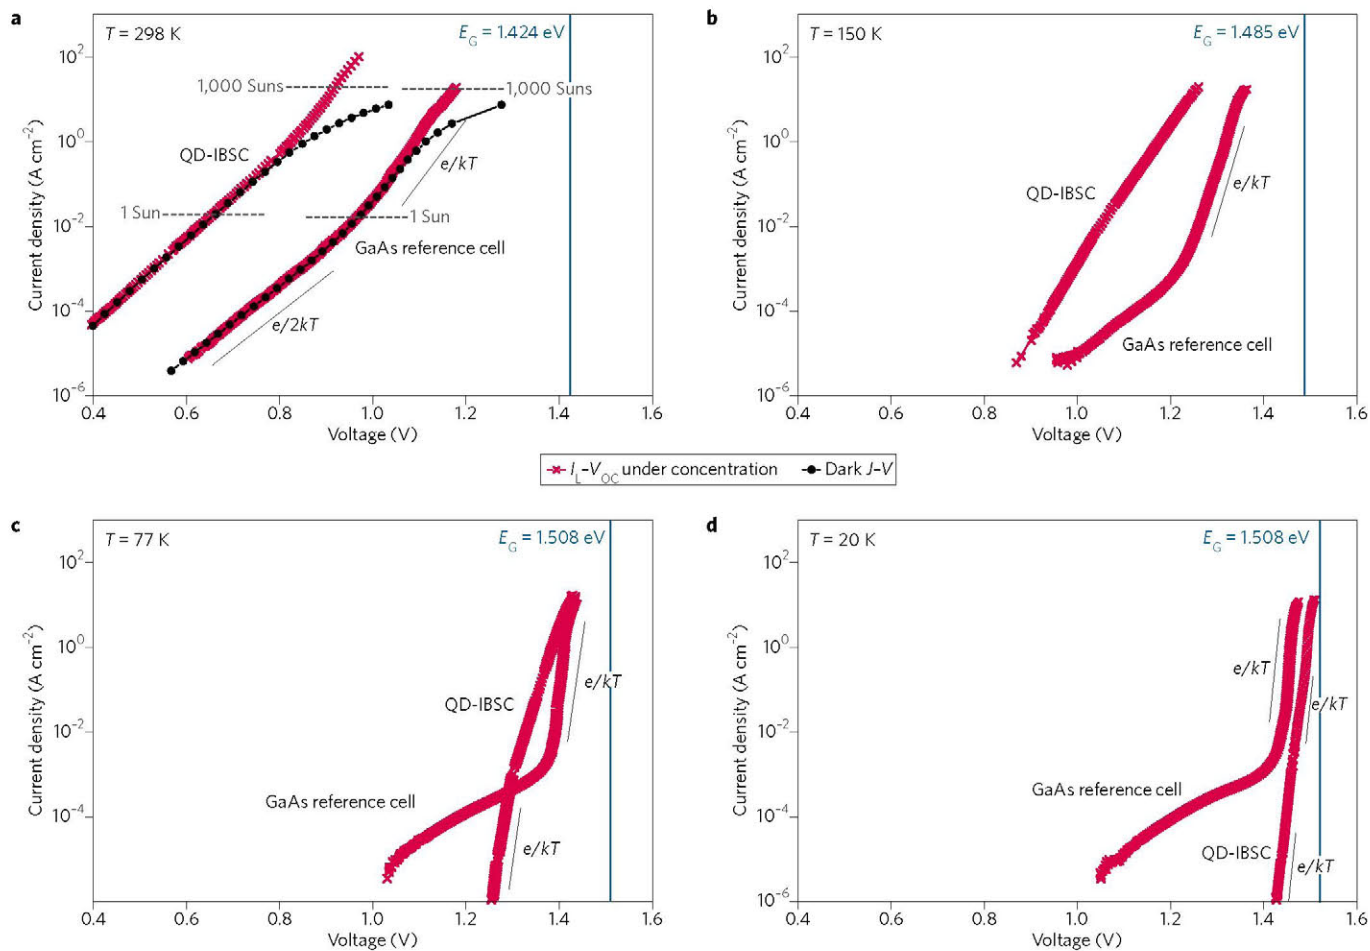 a
T = 298 K
E_G = 1.424 eV
10^2
10^0
10^-2
10^-4
10^-6
Current density (A cm^-2)
1,000 Suns
1,000 Suns
QD-IBSC
e/kT
1 Sun
1 Sun
GaAs reference cell
e/2kT
0.4 0.6 0.8 1.0 1.2 1.4 1.6
Voltage (V)
b
T = 150 K
E_G = 1.485 eV
10^2
10^0
10^-2
10^-4
10^-6
Current density (A cm^-2)
QD-IBSC
e/kT
GaAs reference cell
0.4 0.6 0.8 1.0 1.2 1.4 1.6
Voltage (V)
I_L–V_OC under concentration Dark J–V
c
T = 77 K
E_G = 1.508 eV
10^2
10^0
10^-2
10^-4
Current density (A cm^-2)
QD-IBSC
e/kT
GaAs reference cell
e/kT
0.4 0.6 0.8 1.0 1.2 1.4 1.6
Voltage (V)
d
T = 20 K
E_G = 1.508 eV
10^2
10^0
10^-2
10^-4
10^-6
Current density (A cm^-2)
e/kT
e/kT
GaAs reference cell
QD-IBSC
e/kT
0.4 0.6 0.8 1.0 1.2 1.4 1.6
Voltage (V)